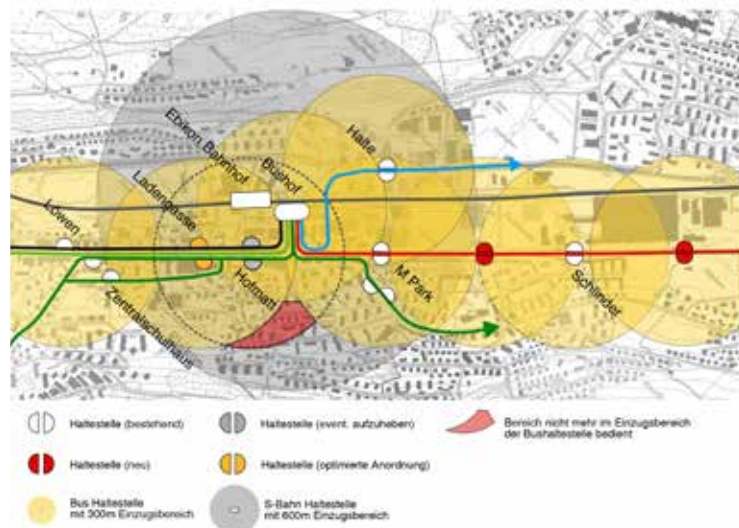 Ebikon Bahnhof
Bushof
Halte
Ladengasse
Löwen
Hofmatt
M Park
Schindler
Zentralschulhaus
Haltestelle (bestehend)
Haltestelle (event. aufzuheben)
Bereich nicht mehr im Einzugsbereich
der Bushaltestelle bedient
Haltestelle (neu)
Haltestelle (optimierte Anordnung)
Bus Haltestelle
mit 300m Einzugsbereich
S-Bahn Haltestelle
mit 600m Einzugsbereich